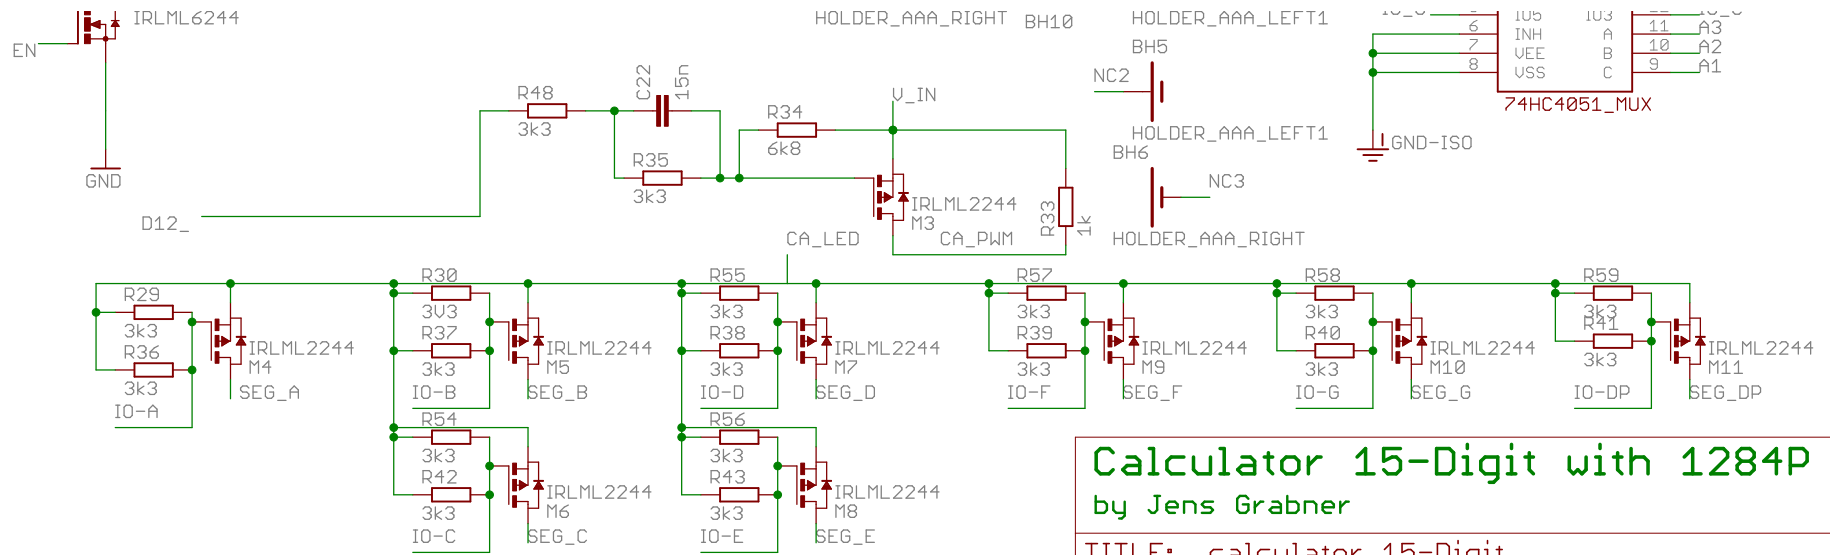 IRLML6244
EN
GND
HOLDER_AAA_RIGHT
BH10
HOLDER_AAA_LEFT1
BH5
NC2
HOLDER_AAA_LEFT1
BH6
NC3
HOLDER_AAA_RIGHT
IO5
IO3
6
INH
A
11
A3
7
VEE
B
10
A2
8
VSS
C
9
A1
74HC4051_MUX
GND-ISO
R48
3k3
C22
15n
R35
3k3
R34
6k8
V_IN
IRLML2244
M3
R33
1k
D12_
CA_LED
CA_PWM
R29
3k3
R36
3k3
IO-A
IRLML2244
M4
SEG_A
R30
3V3
R37
3k3
IO-B
IRLML2244
M5
SEG_B
R55
3k3
R38
3k3
IO-D
IRLML2244
M7
SEG_D
R57
3k3
R39
3k3
IO-F
IRLML2244
M9
SEG_F
R58
3k3
R40
3k3
IO-G
IRLML2244
M10
SEG_G
R59
3k3
R41
3k3
IO-DP
IRLML2244
M11
SEG_DP
R54
3k3
R42
3k3
IO-C
IRLML2244
M6
SEG_C
R56
3k3
R43
3k3
IO-E
IRLML2244
M8
SEG_E
Calculator 15-Digit with 1284P
by Jens Grabner
TITLE: calculator 15-Digit